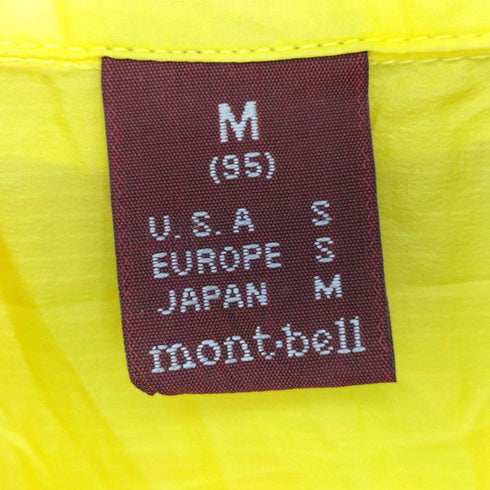 M
(95)
U.S.A S
EUROPE S
JAPAN M
mont·bell